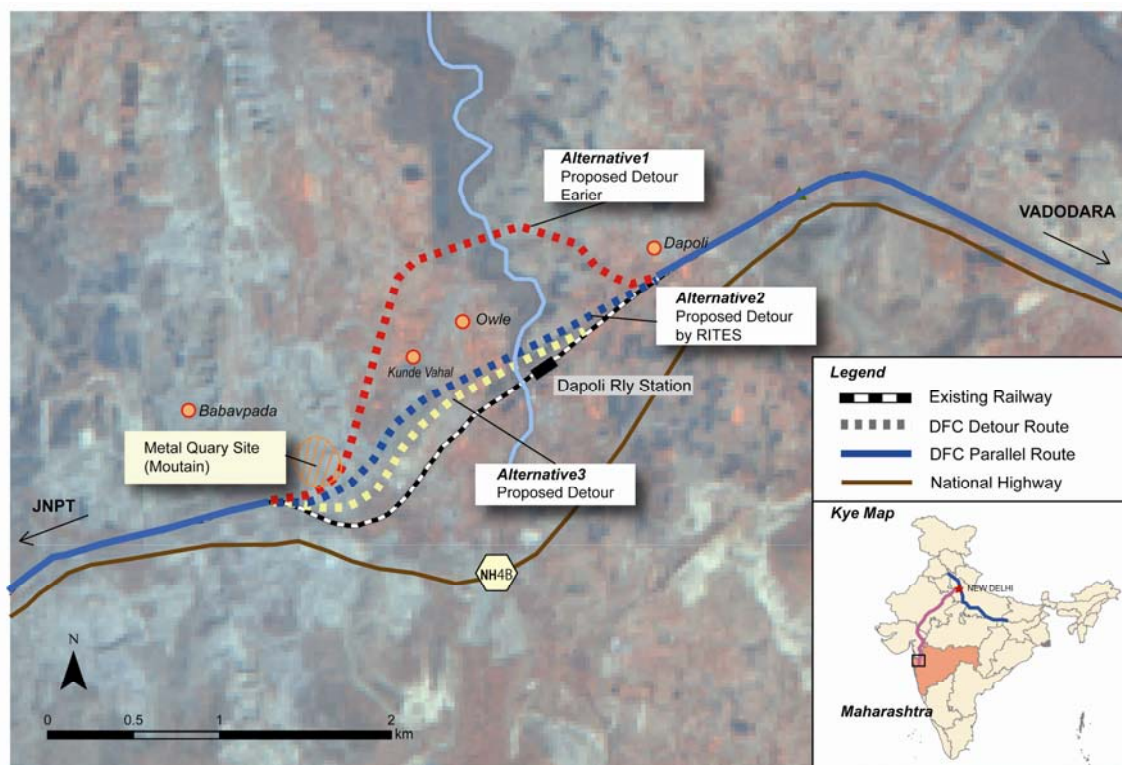 Alternative1
Proposed Detour
Earier
VADODARA
Dapoli
Alternative2
Proposed Detour
by RITES
Owle
Kunde Vahal
Dapoli Rly Station
Babavpada
Metal Quary Site
(Moutain)
Alternative3
Proposed Detour
JNPT
NH4B
N
0 0.5 1 2
km
Legend
Existing Railway
DFC Detour Route
DFC Parallel Route
National Highway
Kye Map
NEW DELHI
Maharashtra